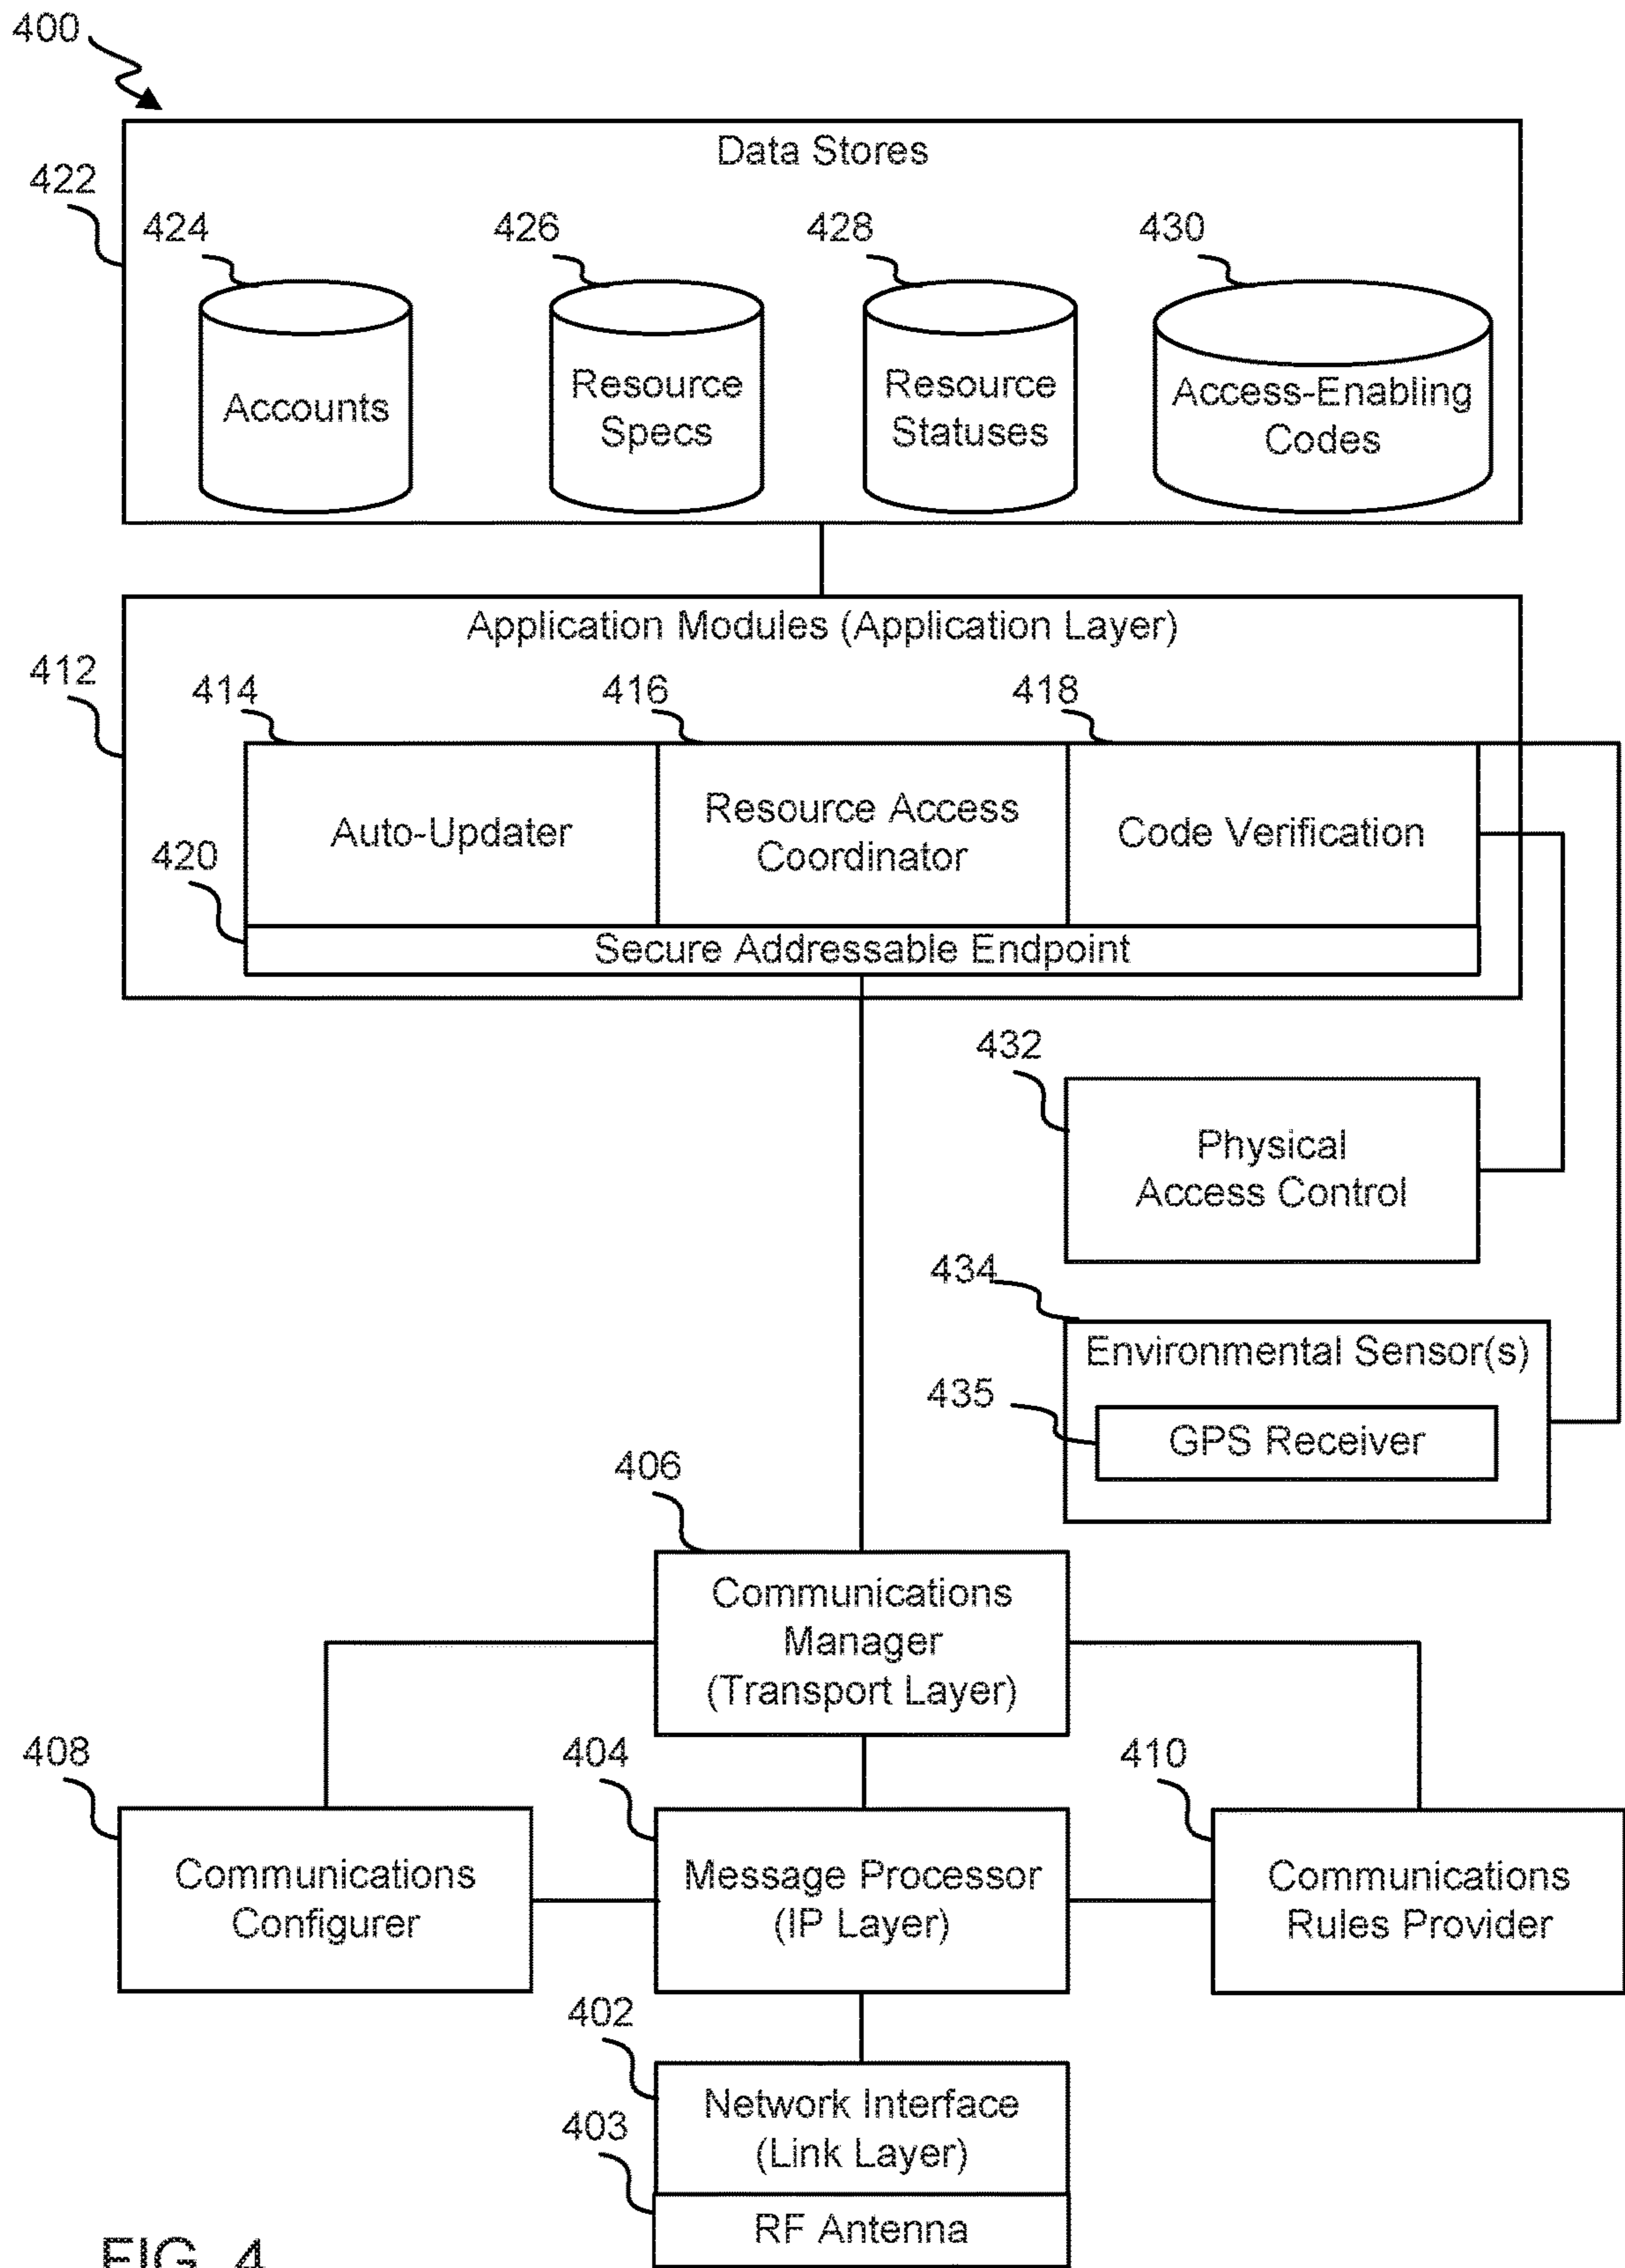 400
Data Stores
422
424
426
428
430
Accounts
Resource
Specs
Resource
Statuses
Access-Enabling
Codes
Application Modules (Application Layer)
412
414
416
418
Auto-Updater
Resource Access
Coordinator
Code Verification
420
Secure Addressable Endpoint
432
Physical
Access Control
434
Environmental Sensor(s)
435
GPS Receiver
406
Communications
Manager
(Transport Layer)
408
404
410
Communications
Configurer
Message Processor
(IP Layer)
Communications
Rules Provider
402
Network Interface
(Link Layer)
403
RF Antenna
FIG. 4